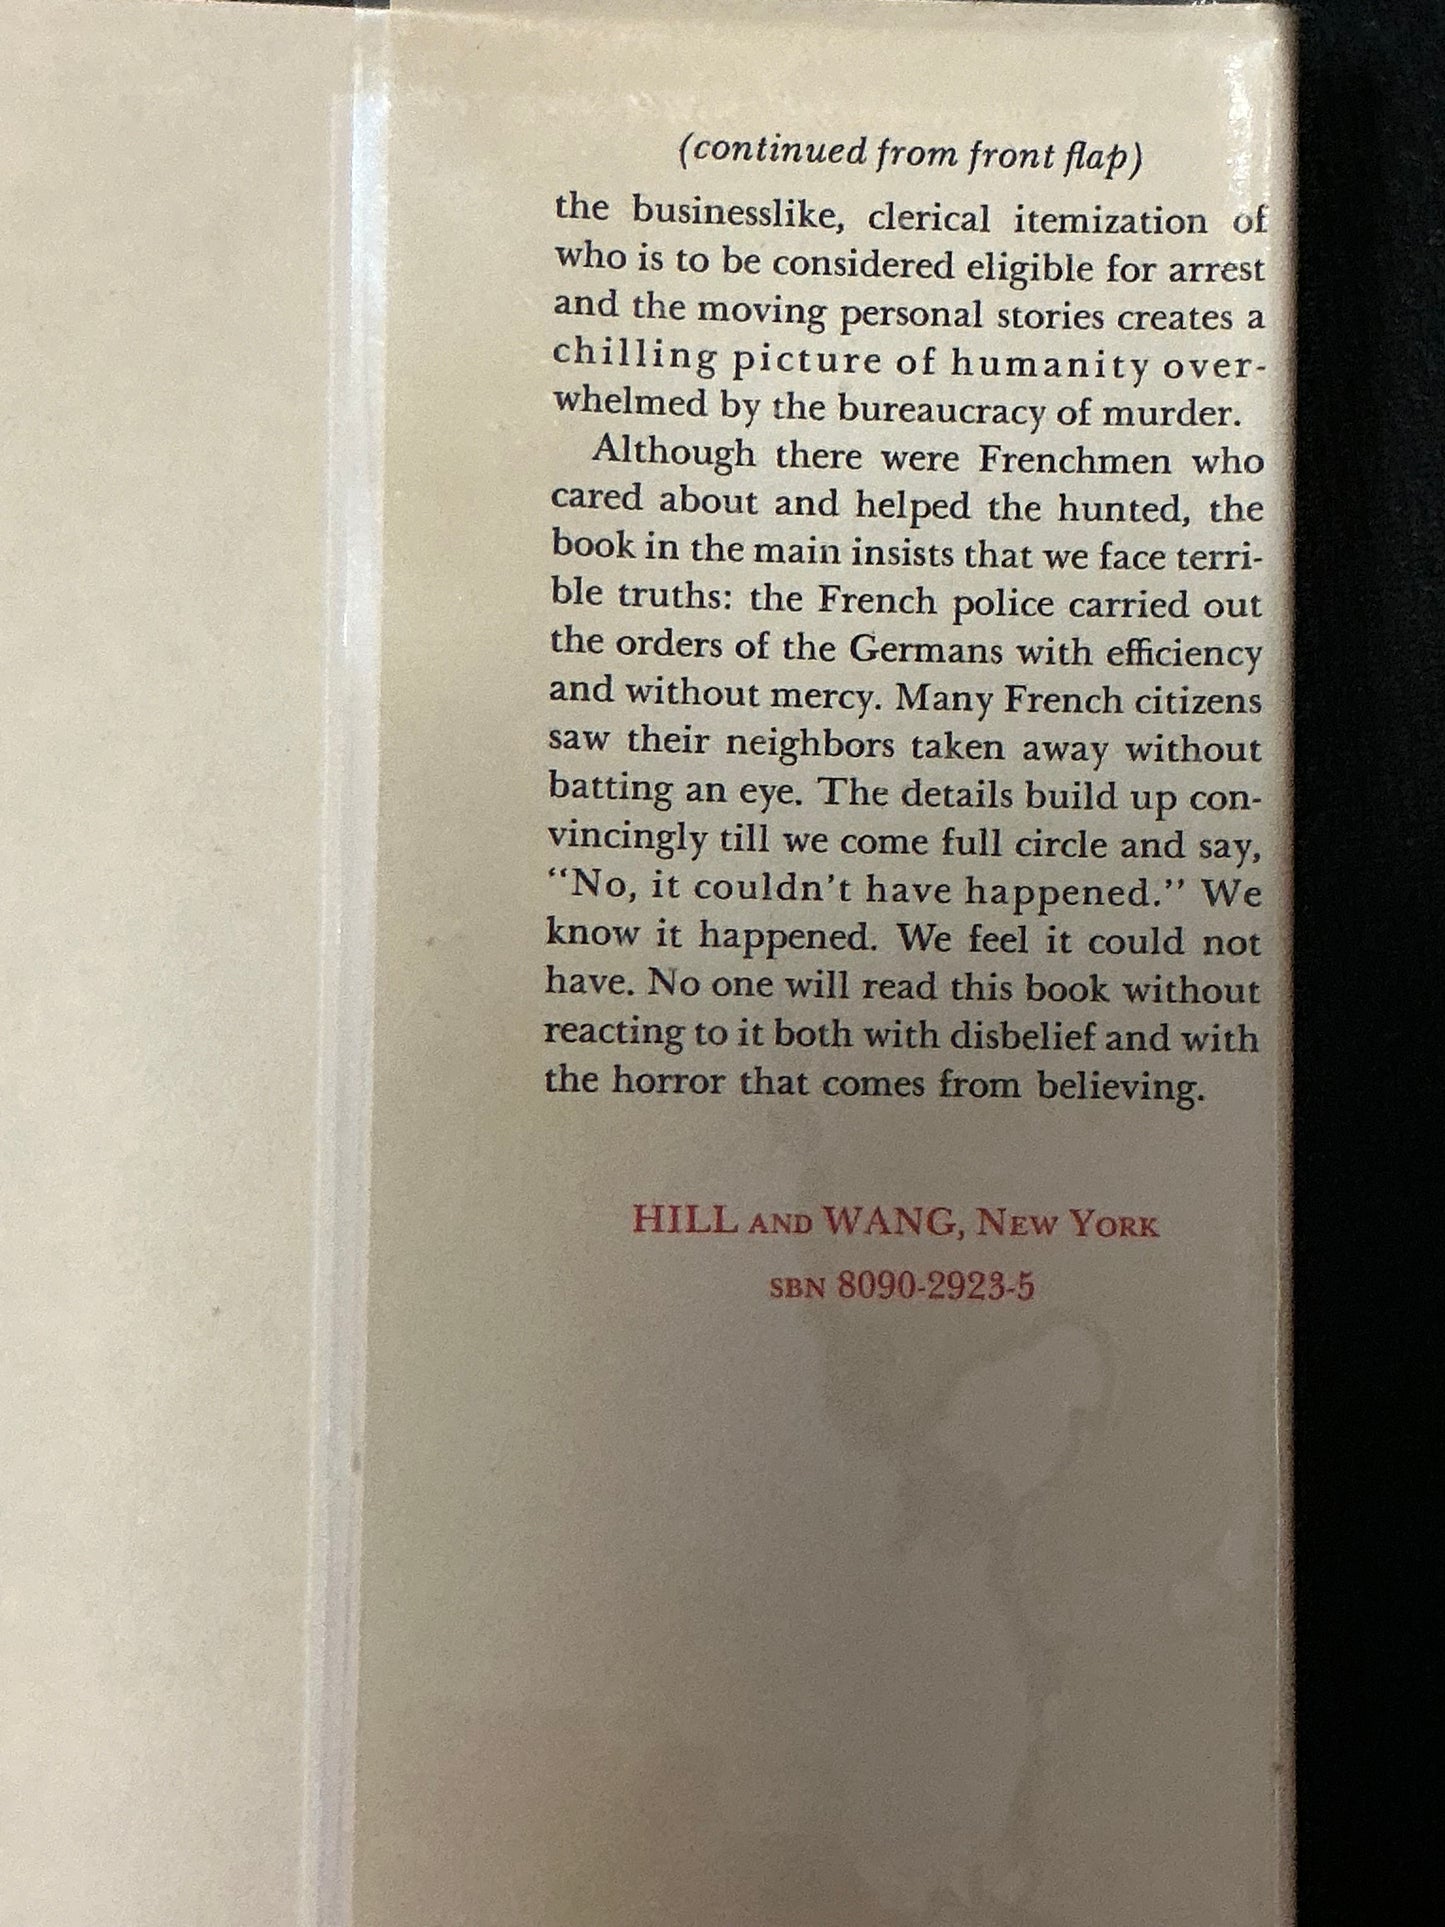 (continued from front flap)
the businesslike, clerical itemization of
who is to be considered eligible for arrest
and the moving personal stories creates a
chilling picture of humanity over-
whelmed by the bureaucracy of murder.
Although there were Frenchmen who
cared about and helped the hunted, the
book in the main insists that we face terri-
ble truths: the French police carried out
the orders of the Germans with efficiency
and without mercy. Many French citizens
saw their neighbors taken away without
batting an eye. The details build up con-
vincingly till we come full circle and say,
“No, it couldn’t have happened.” We
know it happened. We feel it could not
have. No one will read this book without
reacting to it both with disbelief and with
the horror that comes from believing.
HILL AND WANG, NEW YORK
SBN 8090-2923-5